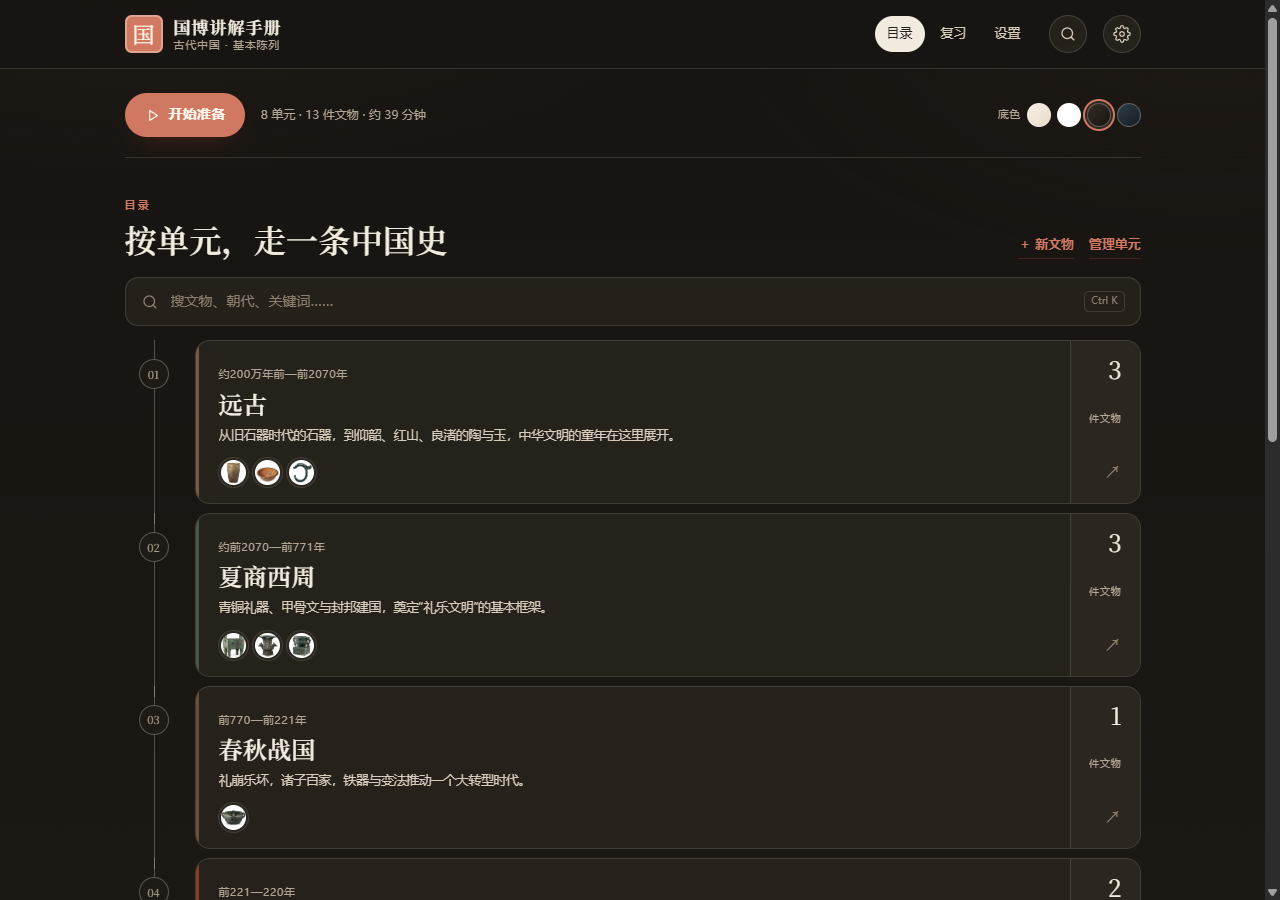 国
国博讲解手册
古代中国 · 基本陈列
目录
复习
设置
开始准备
8 单元 · 13 件文物 · 约 39 分钟
底色
目录
按单元，走一条中国史
+ 新文物
管理单元
搜文物、朝代、关键词……
Ctrl K
01
约200万年前—前2070年
远古
从旧石器时代的石器，到仰韶、红山、良渚的陶与玉，中华文明的童年在这里展开。
3
件文物
02
约前2070—前771年
夏商西周
青铜礼器、甲骨文与封邦建国，奠定“礼乐文明”的基本框架。
3
件文物
03
前770—前221年
春秋战国
礼崩乐坏，诸子百家，铁器与变法推动一个大转型时代。
1
件文物
04
前221—220年
2